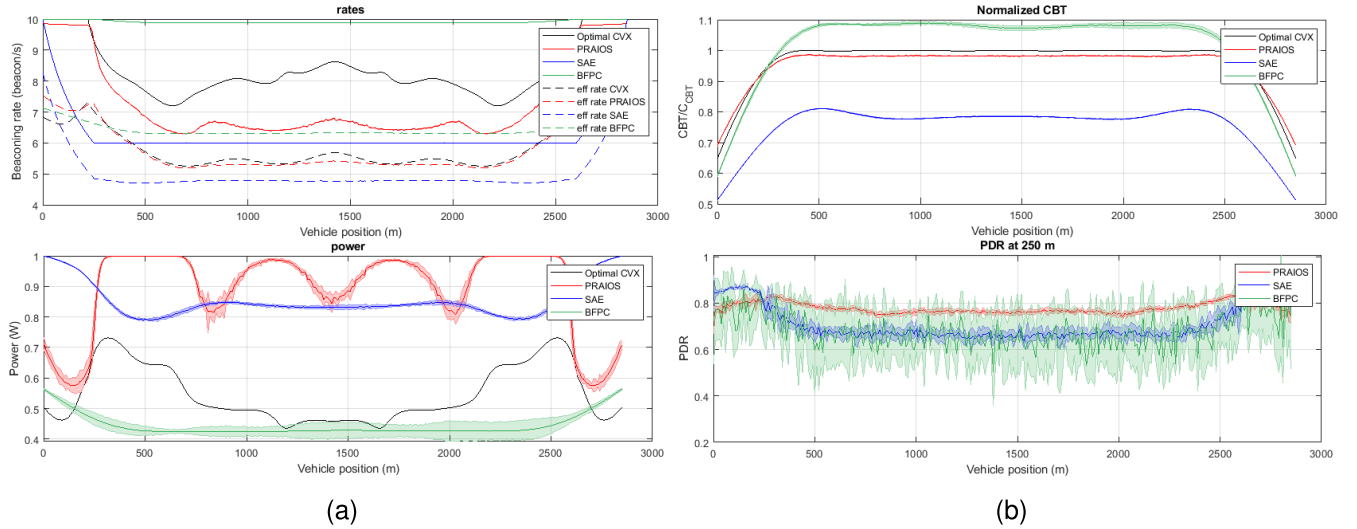 rates
10
9
8
7
6
5
4
Beaconing rate (beacon/s)
0
500
1000
1500
2000
2500
3000
Vehicle position (m)
Optimal CVX
PRAIOS
SAE
BFPC
eff rate CVX
eff rate PRAIOS
eff rate SAE
eff rate BFPC
power
1
0.9
0.8
0.7
0.6
0.5
0.4
Power (W)
0
500
1000
1500
2000
2500
3000
Vehicle position (m)
Optimal CVX
PRAIOS
SAE
BFPC
(a)
Normalized CBT
1.1
1
0.9
0.8
0.7
0.6
0.5
CBT/C_CBT
0
500
1000
1500
2000
2500
3000
Vehicle position (m)
Optimal CVX
PRAIOS
SAE
BFPC
PDR at 250 m
1
0.8
0.6
0.4
0.2
PDR
0
500
1000
1500
2000
2500
3000
Vehicle position (m)
PRAIOS
SAE
BFPC
(b)